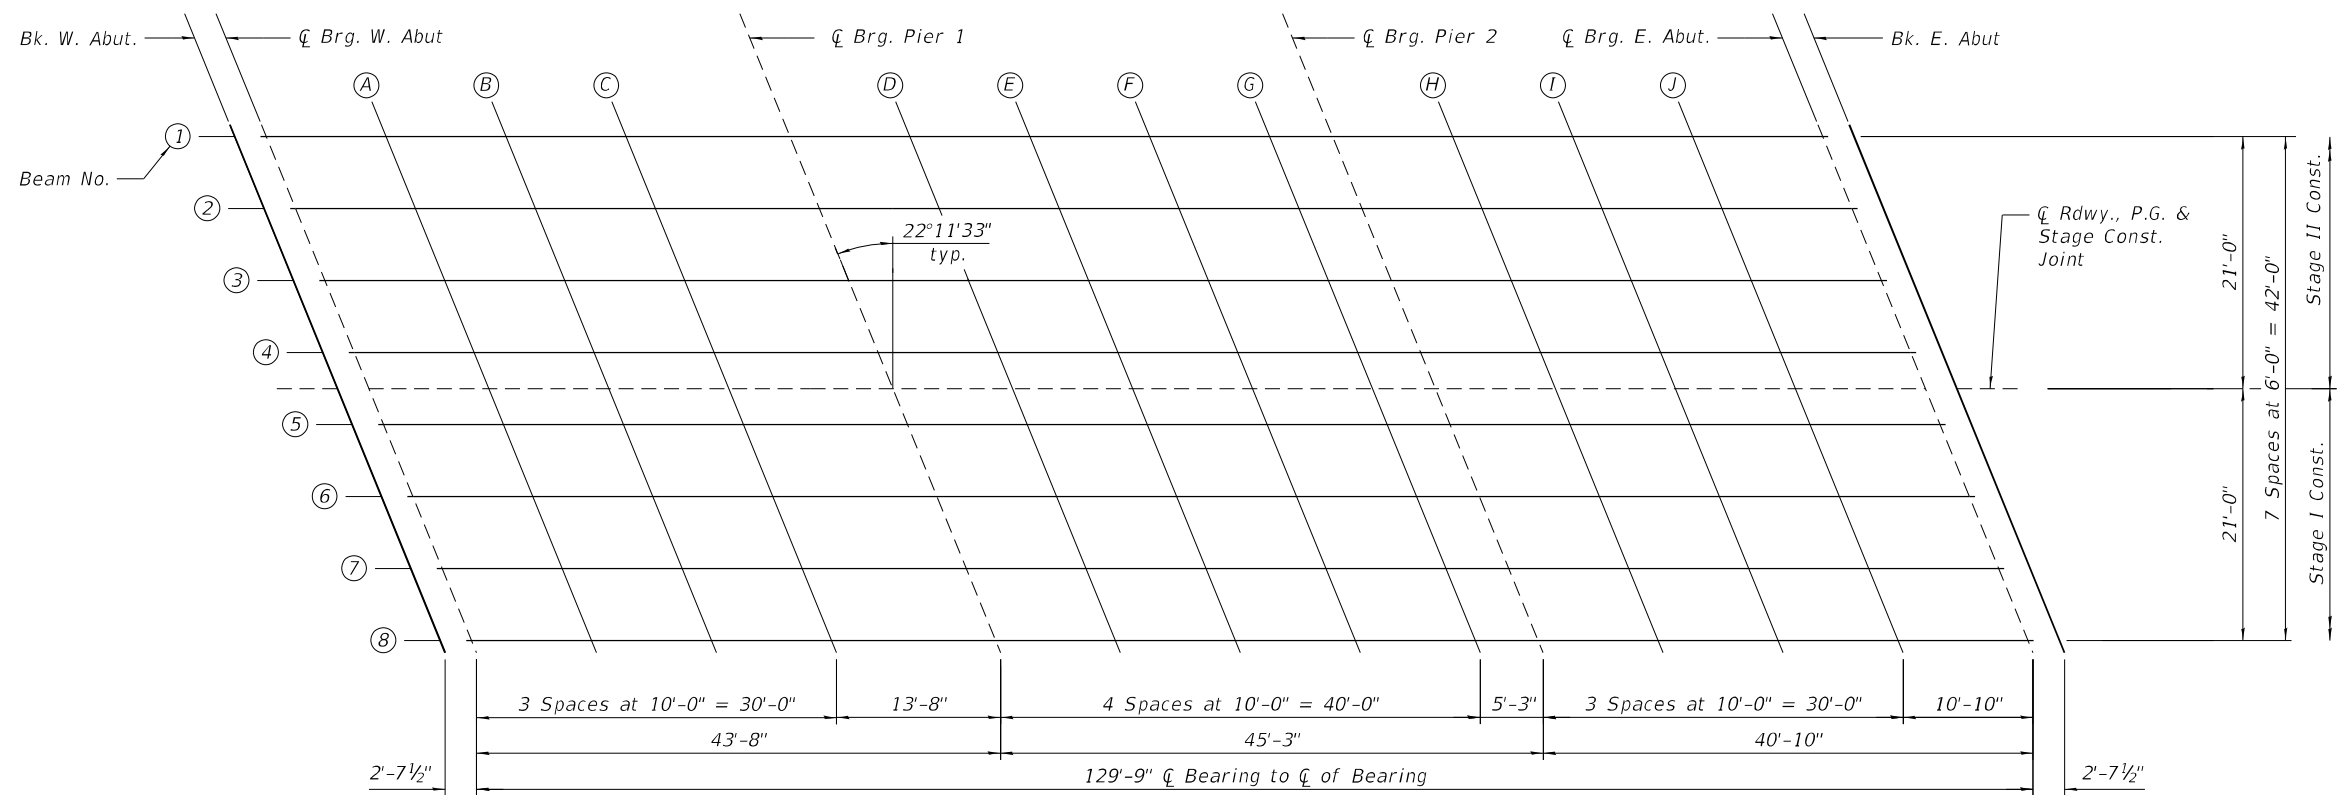 Bk. W. Abut.
℄ Brg. W. Abut
℄ Brg. Pier 1
℄ Brg. Pier 2
℄ Brg. E. Abut.
Bk. E. Abut
A
B
C
D
E
F
G
H
I
J
1
Beam No.
2
3
4
5
6
7
8
22°11'33"
typ.
℄ Rdwy., P.G. &
Stage Const.
Joint
21'-0"
21'-0"
7 Spaces at 6'-0" = 42'-0"
Stage II Const.
Stage I Const.
3 Spaces at 10'-0" = 30'-0"
13'-8"
4 Spaces at 10'-0" = 40'-0"
5'-3"
3 Spaces at 10'-0" = 30'-0"
10'-10"
43'-8"
45'-3"
40'-10"
2'-7½"
129'-9" ℄ Bearing to ℄ of Bearing
2'-7½"